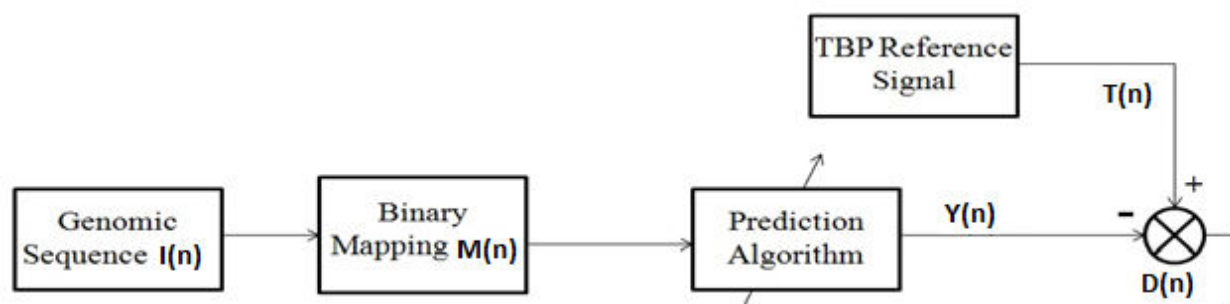 TBP Reference
Signal
T(n)
+
Genomic
Sequence I(n)
Binary
Mapping M(n)
Prediction
Algorithm
Y(n)
-
D(n)